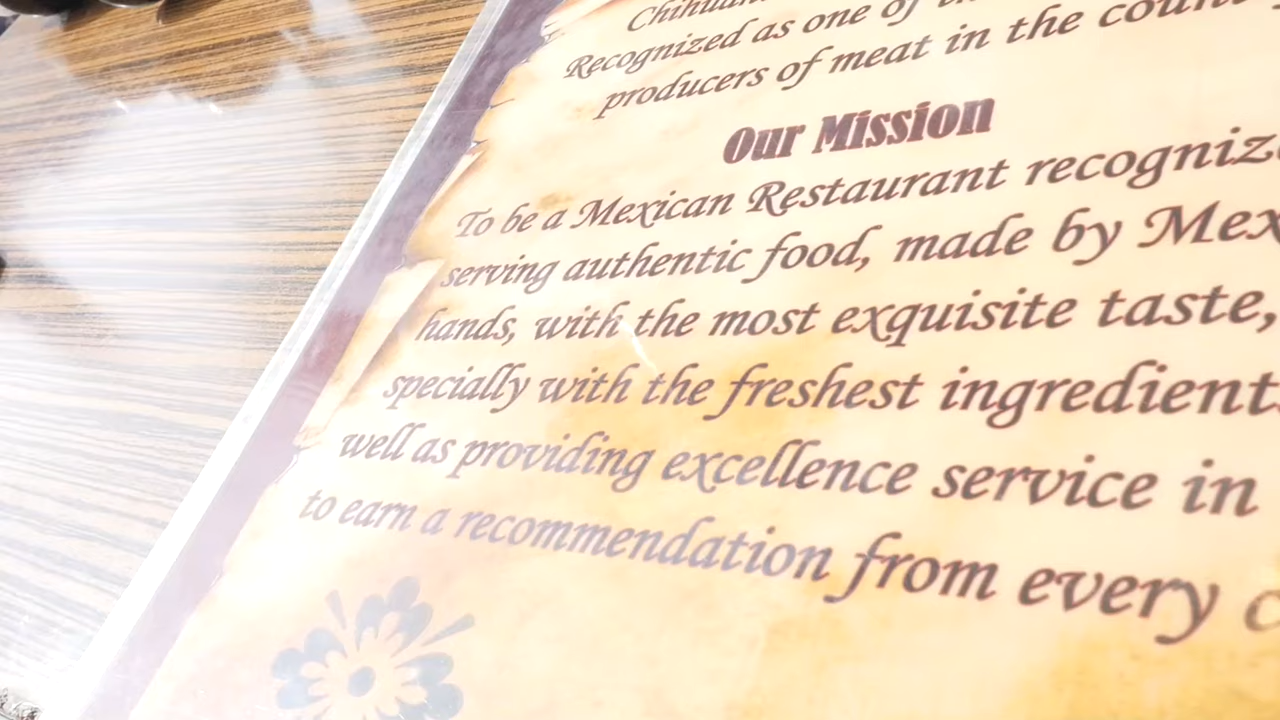 Recognized as one of
producers of meat in the
Our Mission
To be a Mexican Restaurant
serving authentic food, made by
hands, with the most exquisite taste,
specially with the freshest
well as providing excellence service in
to earn a recommendation from every